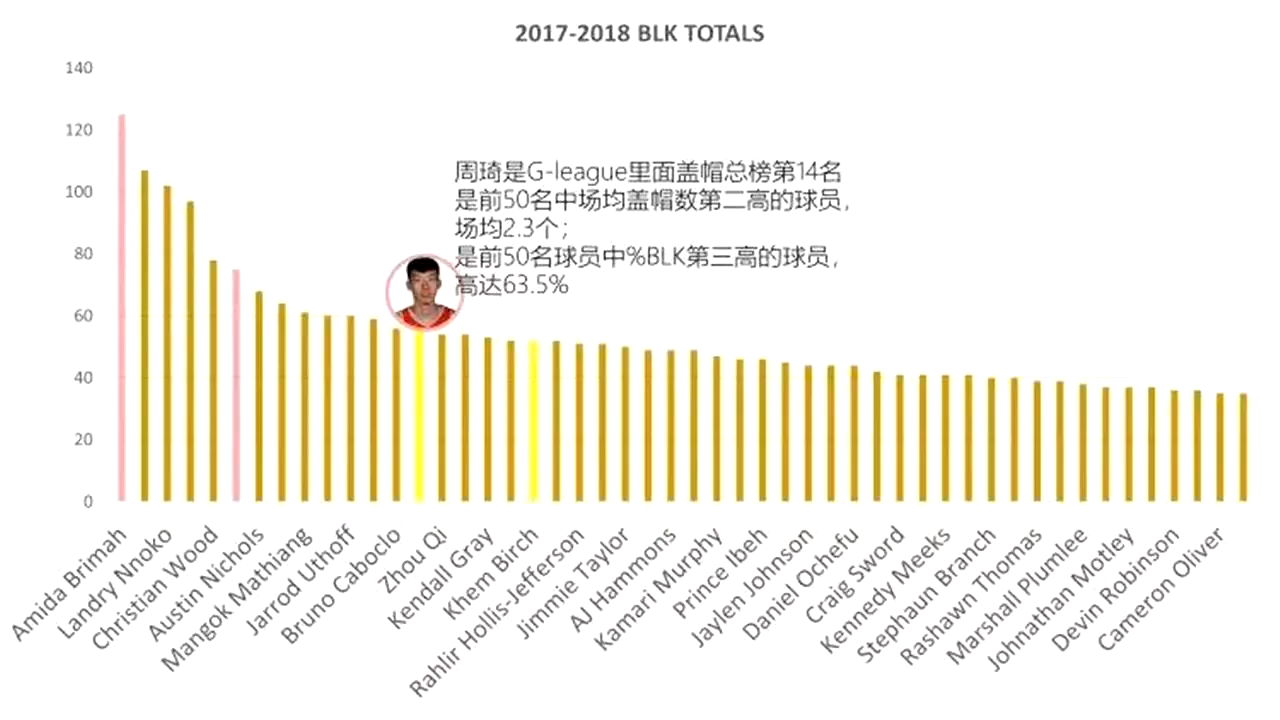 2017-2018 BLK TOTALS
140
120
100
80
60
40
20
0
周琦是G-league里面盖帽总榜第14名
是前50名中场均盖帽数第二高的球员，
场均2.3个；
是前50名球员中%BLK第三高的球员，
高达63.5%
Amida Brimah
Landry Nnoko
Christian Wood
Austin Nichols
Mangok Mathiang
Jarrod Uthoff
Bruno Caboclo
Zhou Qi
Kendall Gray
Khem Birch
Rahlir Hollis-Jefferson
Jimmie Taylor
AJ Hammons
Kamari Murphy
Prince Ibeh
Jaylen Johnson
Daniel Ochefu
Craig Sword
Kennedy Meeks
Stephaun Branch
Rashawn Thomas
Marshall Plumlee
Johnathan Motley
Devin Robinson
Cameron Oliver